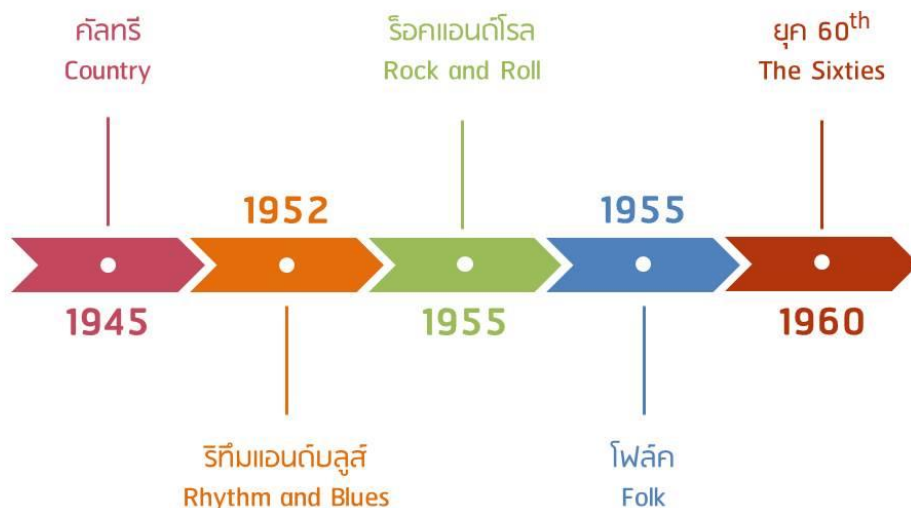 คัลทรี
Country
1945
1952
ริทึมแอนด์บลูส์
Rhythm and Blues
ร็อคแอนด์โรล
Rock and Roll
1955
1955
โฟล์ค
Folk
ยุค 60th
The Sixties
1960